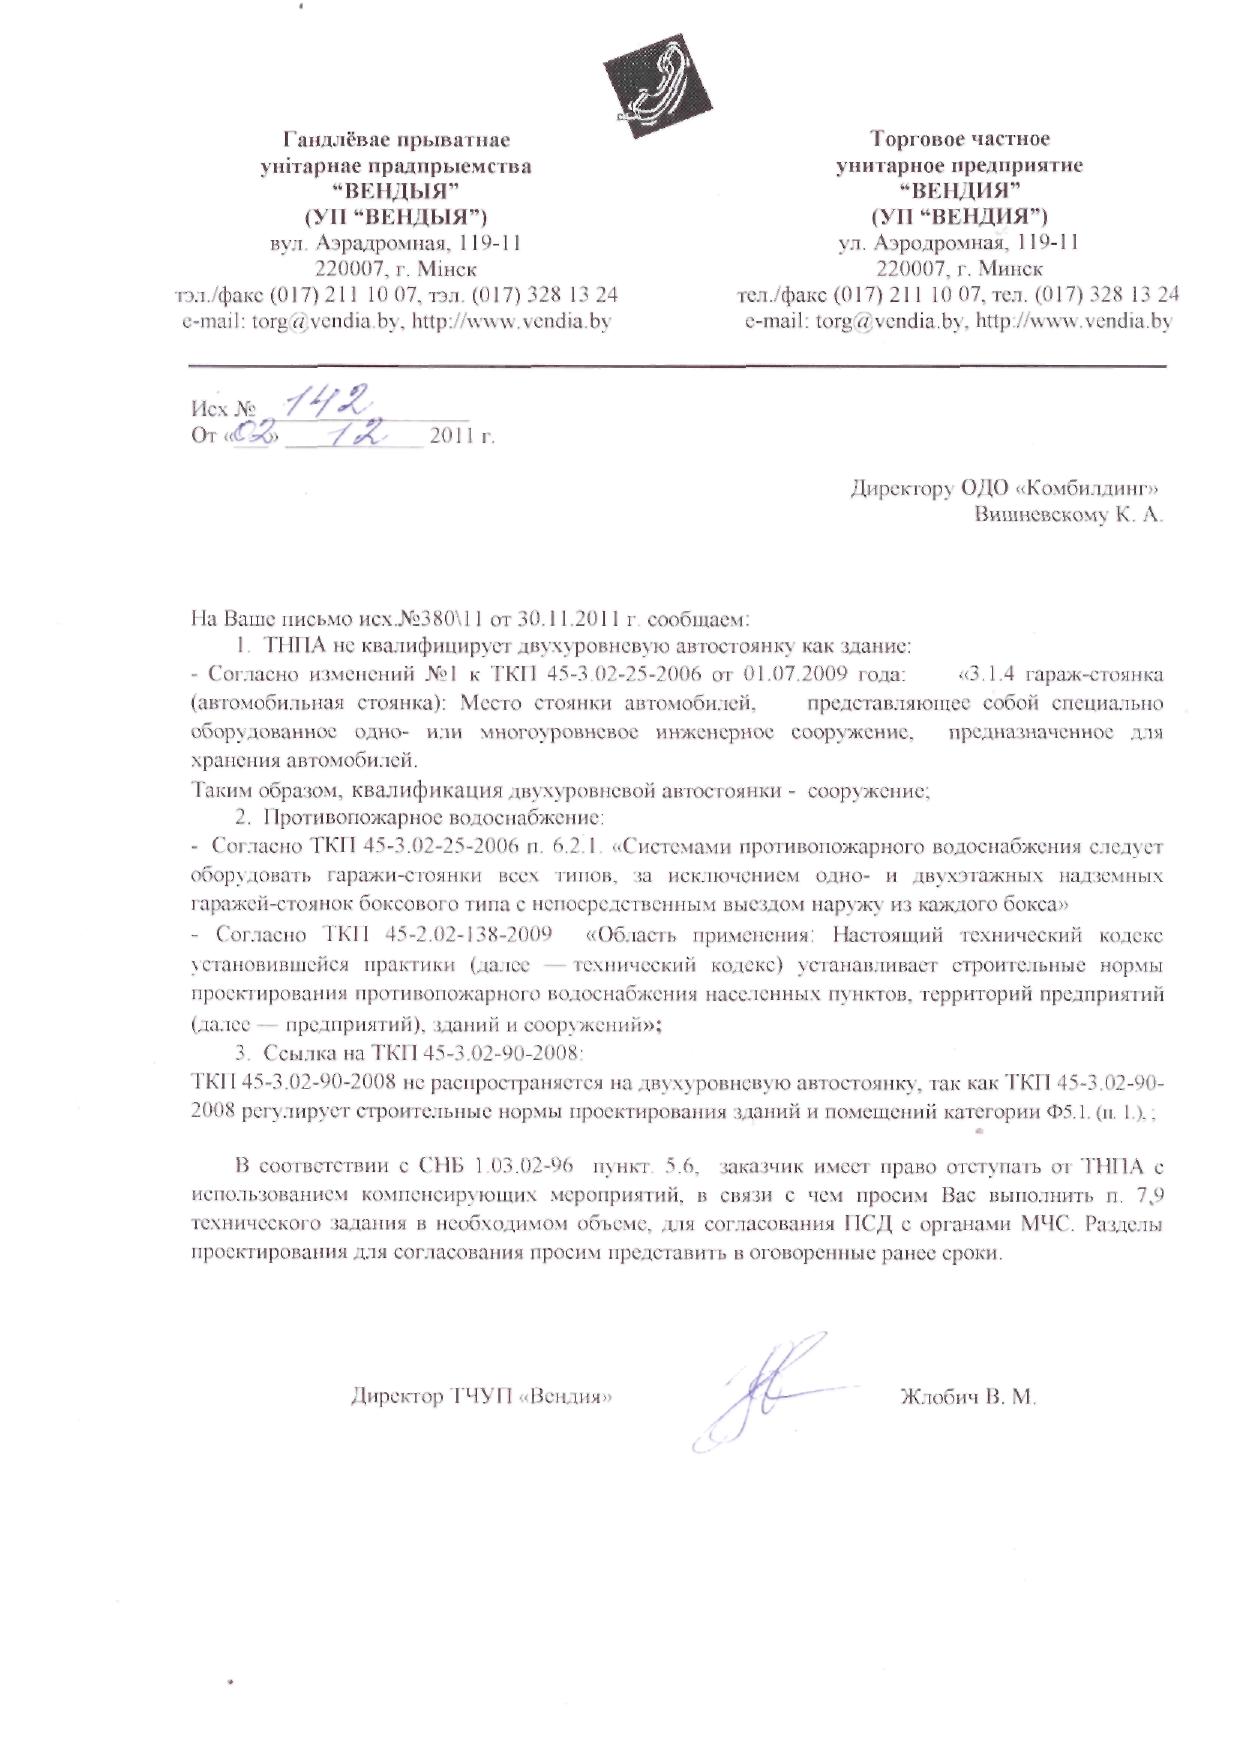 Гандлёвае прыватнае
унітарнае прадпрыемства
“ВЕНДЫЯ”
(УП “ВЕНДЫЯ”)
вул. Аэрадромная, 119-11
220007, г. Мінск
тэл./факс (017) 211 10 07, тэл. (017) 328 13 24
e-mail: torg@vendia.by, http://www.vendia.by
Торговое частное
унитарное предприятие
“ВЕНДИЯ”
(УП “ВЕНДИЯ”)
ул. Аэродромная, 119-11
220007, г. Минск
тел./факс (017) 211 10 07, тел. (017) 328 13 24
e-mail: torg@vendia.by, http://www.vendia.by
Исх № 142
От «02» 12 2011 г.
Директору ОДО «Комбилдинг»
Вишневскому К. А.
На Ваше письмо исх.№380\11 от 30.11.2011 г. сообщаем:
1. ТНПА не квалифицирует двухуровневую автостоянку как здание:
- Согласно изменений №1 к ТКП 45-3.02-25-2006 от 01.07.2009 года: «3.1.4 гараж-стоянка
(автомобильная стоянка): Место стоянки автомобилей, представляющее собой специально
оборудованное одно- или многоуровневое инженерное сооружение, предназначенное для
хранения автомобилей.
Таким образом, квалификация двухуровневой автостоянки - сооружение;
2. Противопожарное водоснабжение:
- Согласно ТКП 45-3.02-25-2006 п. 6.2.1. «Системами противопожарного водоснабжения следует
оборудовать гаражи-стоянки всех типов, за исключением одно- и двухэтажных надземных
гаражей-стоянок боксового типа с непосредственным выездом наружу из каждого бокса»
- Согласно ТКП 45-2.02-138-2009 «Область применения: Настоящий технический кодекс
установившейся практики (далее — технический кодекс) устанавливает строительные нормы
проектирования противопожарного водоснабжения населенных пунктов, территорий предприятий
(далее — предприятий), зданий и сооружений»;
3. Ссылка на ТКП 45-3.02-90-2008:
ТКП 45-3.02-90-2008 не распространяется на двухуровневую автостоянку, так как ТКП 45-3.02-90-
2008 регулирует строительные нормы проектирования зданий и помещений категории Ф5.1. (п. 1.). ;
В соответствии с СНБ 1.03.02-96 пункт. 5.6, заказчик имеет право отступать от ТНПА с
использованием компенсирующих мероприятий, в связи с чем просим Вас выполнить п. 7,9
технического задания в необходимом объеме, для согласования ПСД с органами МЧС. Разделы
проектирования для согласования просим представить в оговоренные ранее сроки.
Директор ТЧУП «Вендия» Жлобич В. М.